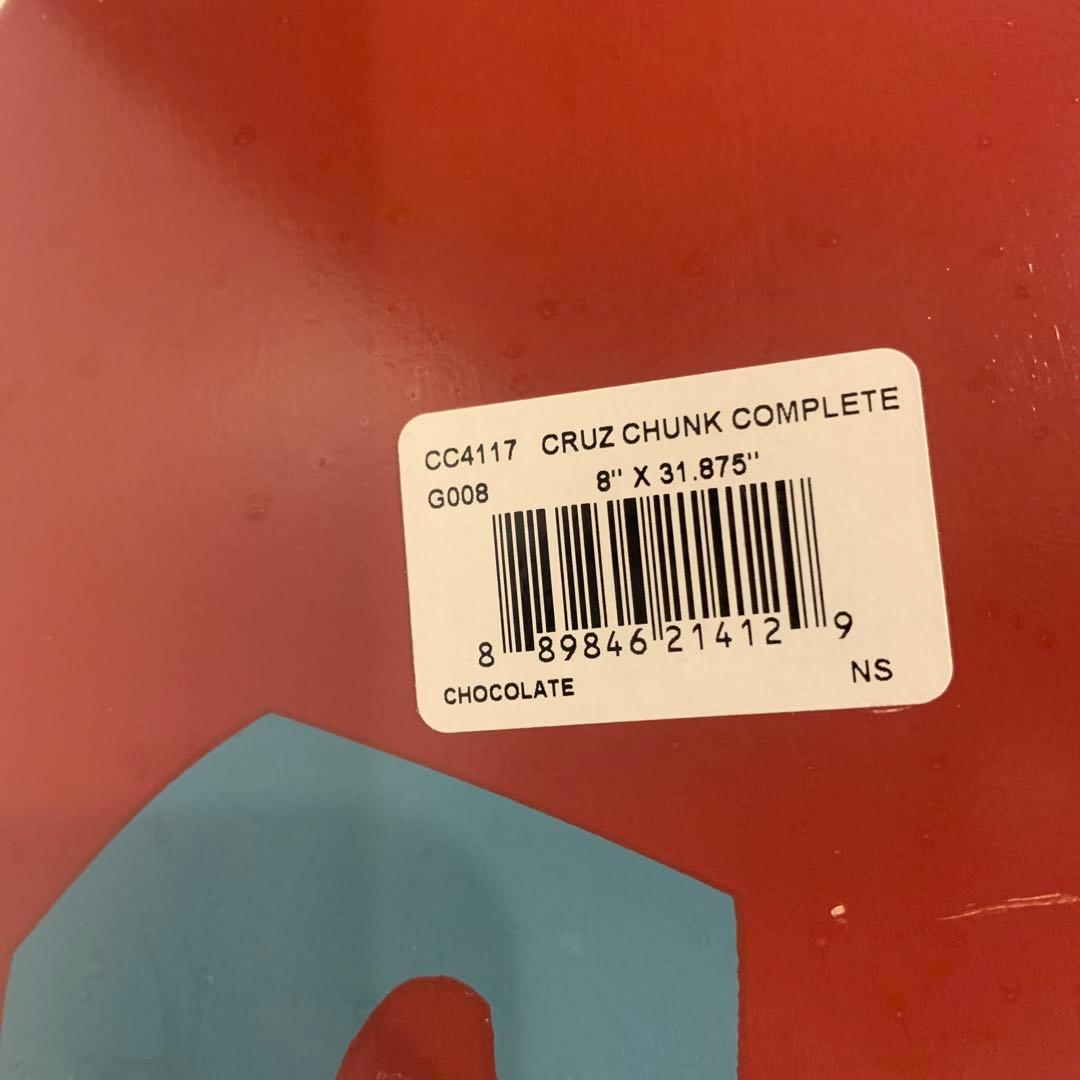 CC4117 CRUZ CHUNK COMPLETE
G008 8" X 31.875"
8 89846 21412 9
CHOCOLATE NS